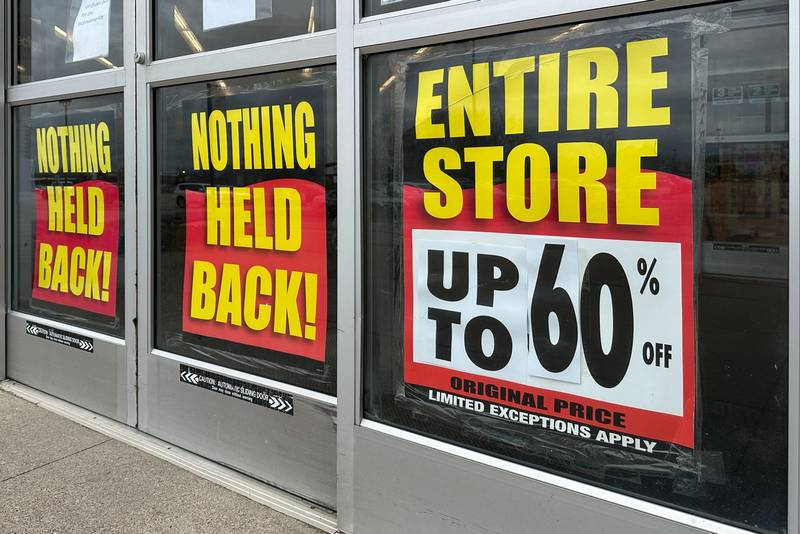 NOTHING
HELD
BACK!
NOTHING
HELD
BACK!
ENTIRE
STORE
UP
TO
60%
OFF
ORIGINAL PRICE
LIMITED EXCEPTIONS APPLY
CAUTION: AUTOMATIC SLIDING DOOR